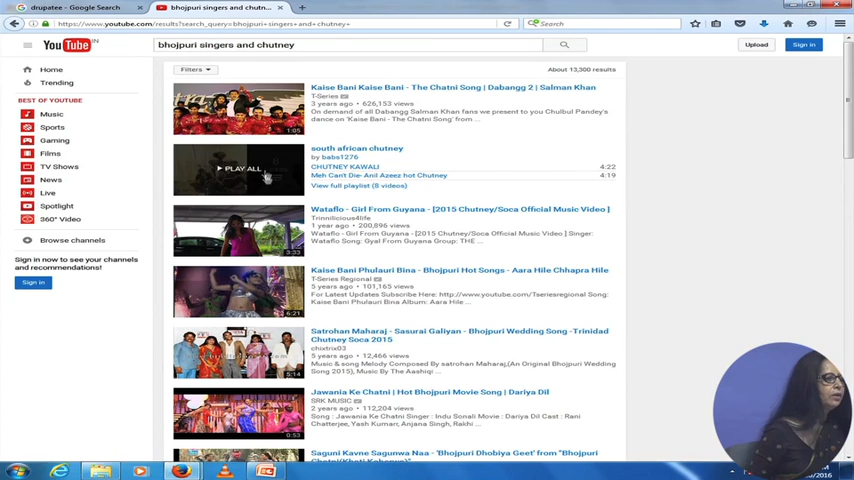 drupatee - Google Search
bhojpuri singers and chutn...
https://www.youtube.com/results?search_query=bhojpuri+singers+and+chutney+
Search
YouTube IN
bhojpuri singers and chutney
Upload
Sign in
Home
Trending
BEST OF YOUTUBE
Music
Sports
Gaming
Films
TV Shows
News
Live
Spotlight
360° Video
Browse channels
Sign in now to see your channels
and recommendations!
Sign in
Filters
About 13,300 results
Kaise Bani Kaise Bani - The Chatni Song | Dabangg 2 | Salman Khan
T-Series
3 years ago • 626,153 views
On demand of all Dabangg Salman Khan fans we present to you Chulbul Pandey's
dance on 'Kaise Bani - The Chatni Song' from ...
1:05
PLAY ALL
south african chutney
by babs1276
CHUTNEY KAWALI 4:22
Meh Can't Die- Anil Azeez hot Chutney 4:19
View full playlist (8 videos)
Wataflo - Girl From Guyana - [2015 Chutney/Soca Official Music Video ]
Trinnilicious4life
1 year ago • 200,896 views
Wataflo - Girl From Guyana - [2015 Chutney/Soca Official Music Video ] Singer:
Wataflo Song: Gyal From Guyana Group: THE ...
3:33
Kaise Bani Phulauri Bina - Bhojpuri Hot Songs - Aara Hile Chhapra Hile
T-Series Regional
5 years ago • 101,165 views
For Latest Updates Subscribe Here: http://www.youtube.com/Tseriesregional Song:
Kaise Bani Phulauri Bina Album: Aara Hile ...
6:21
Satrohan Maharaj - Sasurai Galiyan - Bhojpuri Wedding Song -Trinidad
Chutney Soca 2015
chixtrix03
5 years ago • 12,466 views
Music & song Melody Composed By satrohan Maharaj,(An Original Bhojpuri Wedding
Song 2015), Music By The Aashiqi ...
5:14
Jawania Ke Chatni | Hot Bhojpuri Movie Song | Dariya Dil
SRK MUSIC
2 years ago • 112,204 views
Song : Jawaniya Ke Chatni Singer : Indu Sonali Movie : Dariya Dil Cast : Rani
Chatterjee, Yash Kumarr, Anjana Singh, Rakhi ...
0:53
Saguni Kavne Sagunwa Naa - 'Bhojpuri Dhobiya Geet' from "Bhojpuri